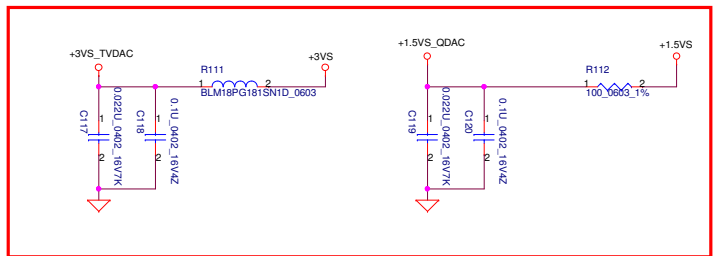 +3VS_TVDAC
+3VS
R111
1
2
BLM18PG181SN1D_0603
C117
1
2
0.022U_0402_16V7K
C118
1
2
0.1U_0402_16V4Z
+1.5VS_QDAC
+1.5VS
R112
1
2
100_0603_1%
C119
1
2
0.022U_0402_16V7K
C120
1
2
0.1U_0402_16V4Z